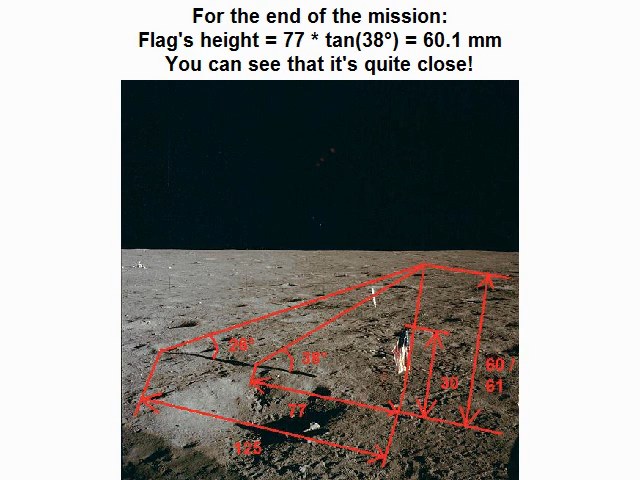 For the end of the mission:
Flag's height = 77 * tan(38°) = 60.1 mm
You can see that it's quite close!
28°
38°
60 /
61
30
77
125